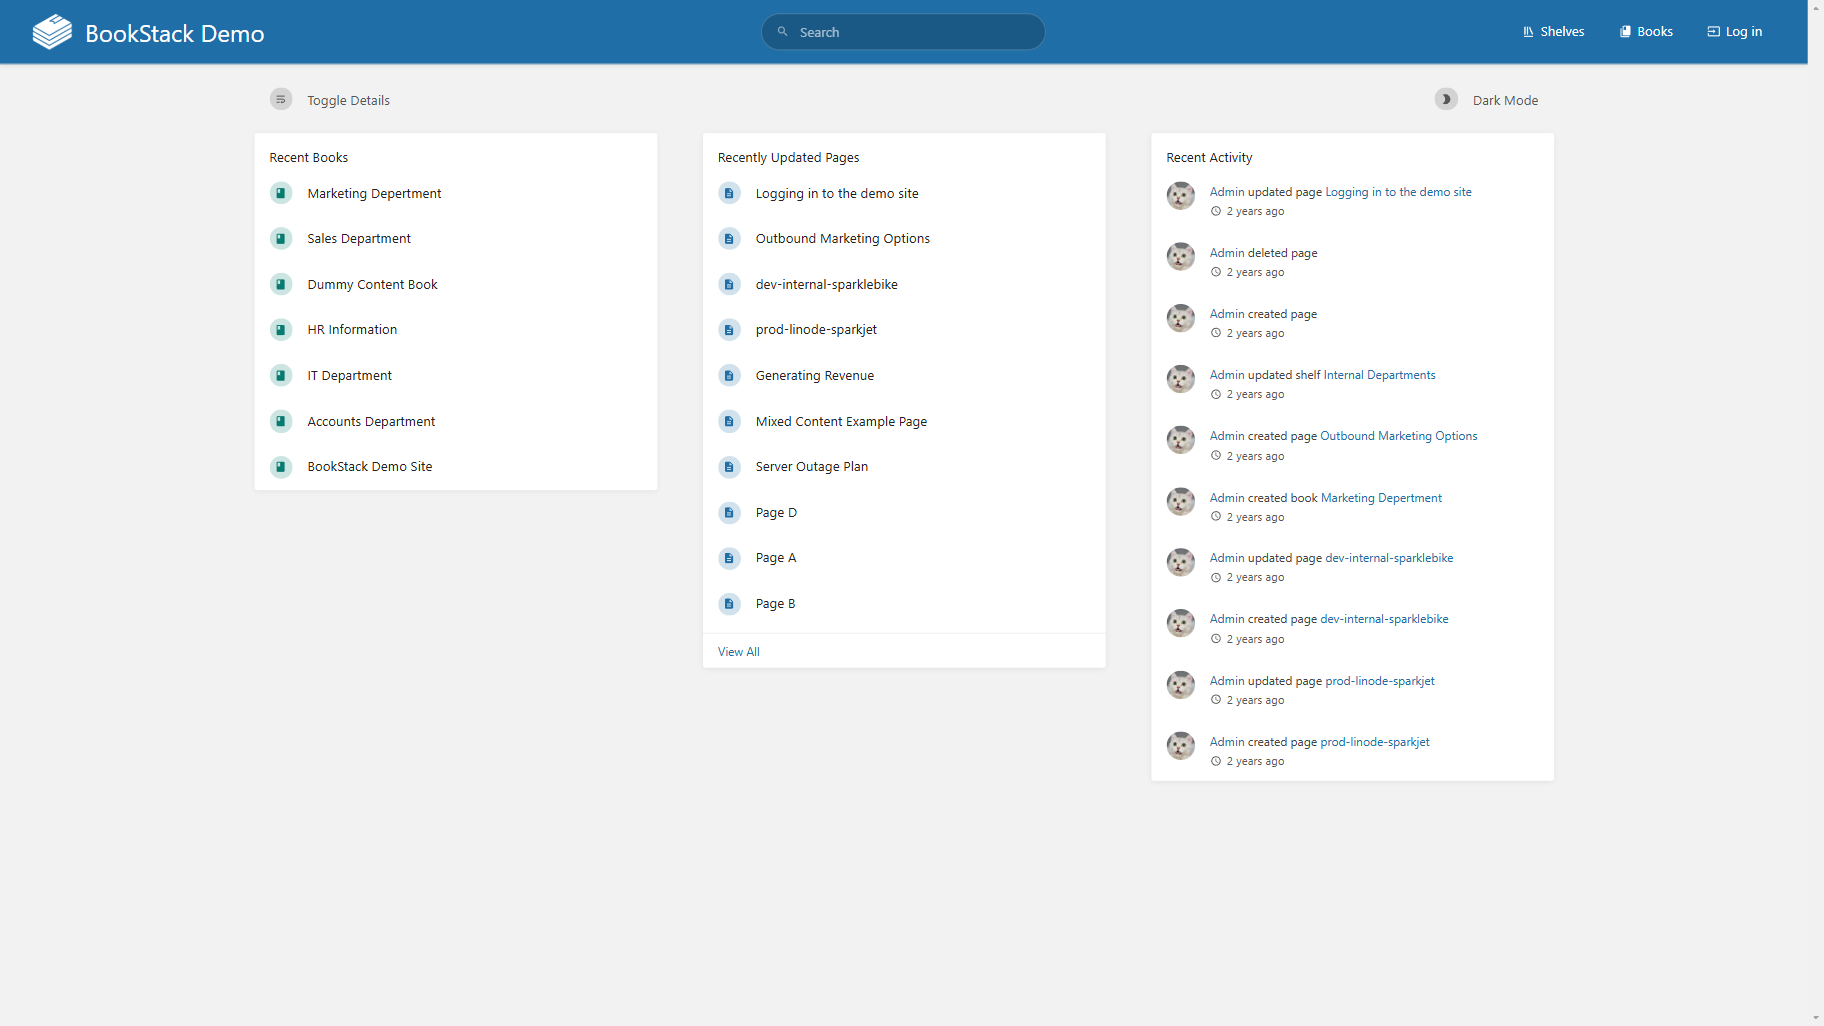 BookStack Demo
Search
Shelves
Books
Log in
Toggle Details
Dark Mode
Recent Books
Marketing Depertment
Sales Department
Dummy Content Book
HR Information
IT Department
Accounts Department
BookStack Demo Site
Recently Updated Pages
Logging in to the demo site
Outbound Marketing Options
dev-internal-sparklebike
prod-linode-sparkjet
Generating Revenue
Mixed Content Example Page
Server Outage Plan
Page D
Page A
Page B
View All
Recent Activity
Admin updated page Logging in to the demo site
2 years ago
Admin deleted page
2 years ago
Admin created page
2 years ago
Admin updated shelf Internal Departments
2 years ago
Admin created page Outbound Marketing Options
2 years ago
Admin created book Marketing Depertment
2 years ago
Admin updated page dev-internal-sparklebike
2 years ago
Admin created page dev-internal-sparklebike
2 years ago
Admin updated page prod-linode-sparkjet
2 years ago
Admin created page prod-linode-sparkjet
2 years ago